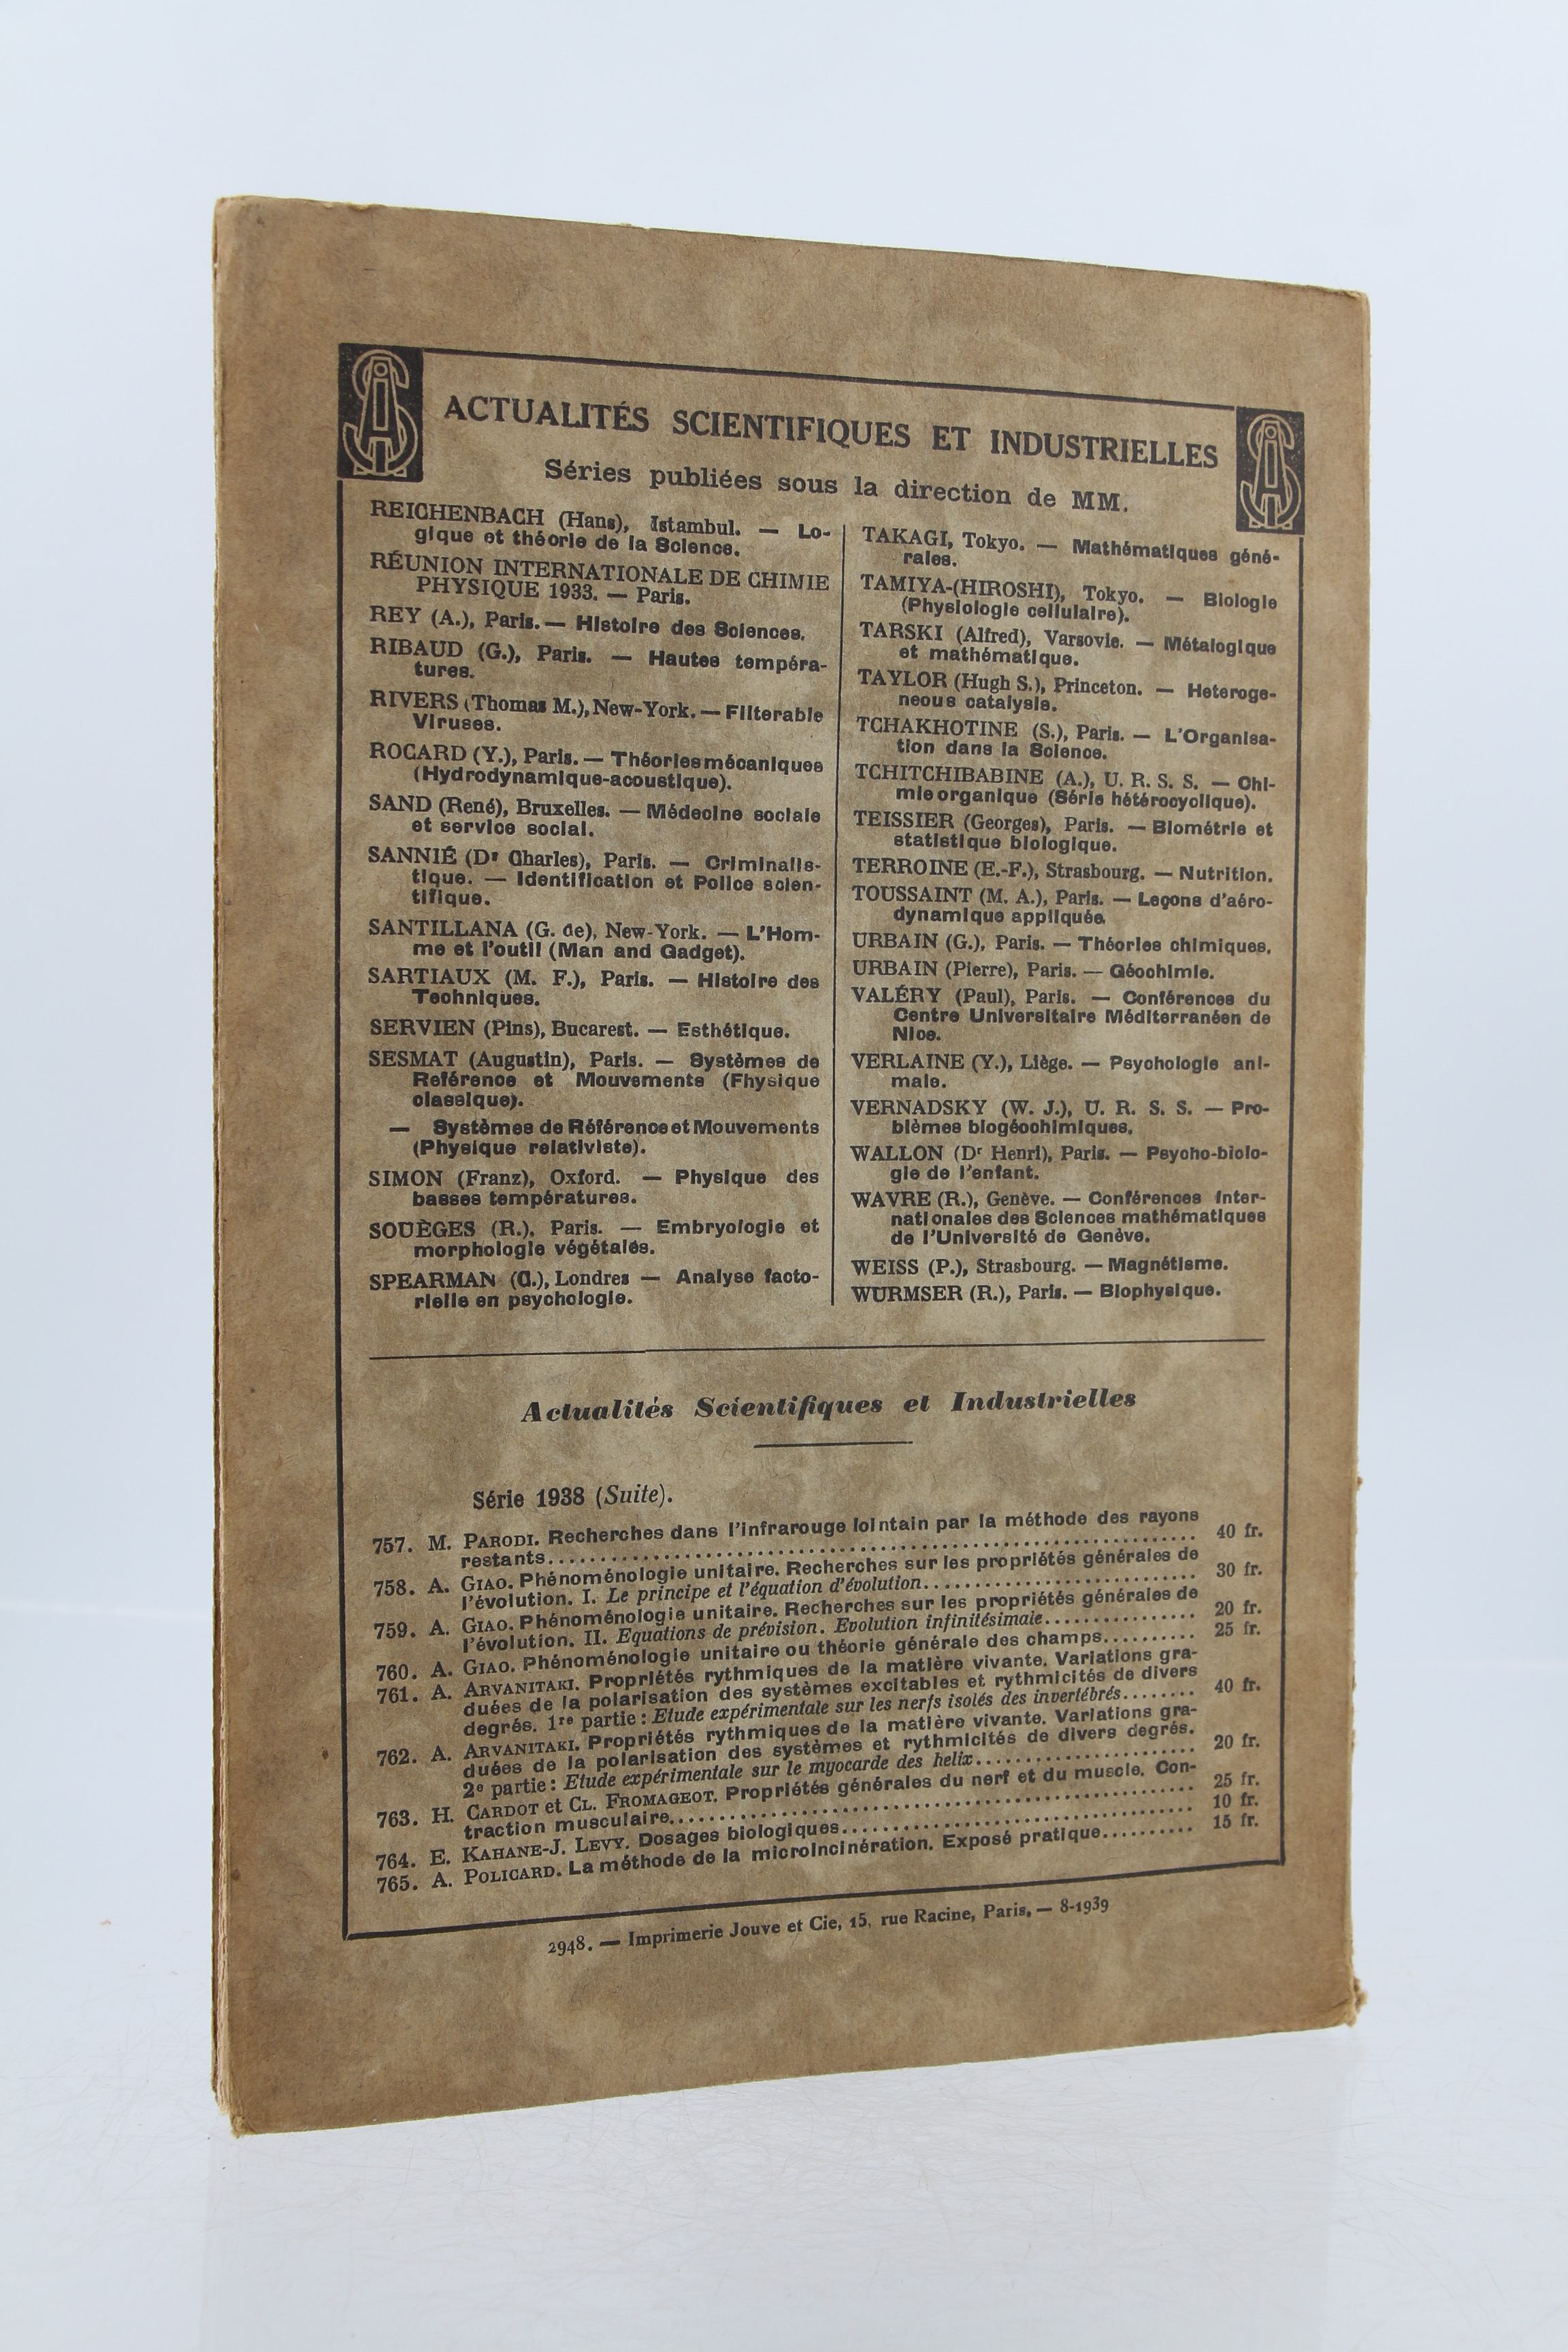 ACTUALITÉS SCIENTIFIQUES ET INDUSTRIELLES
Séries publiées sous la direction de MM.
REICHENBACH (Hans), Istambul. — Lo-
gique et théorie de la Science.
RÉUNION INTERNATIONALE DE CHIMIE
PHYSIQUE 1933. — Paris.
REY (A.), Paris. — Histoire des Sciences.
RIBAUD (G.), Paris. — Hautes tempéra-
tures.
RIVERS (Thomas M.), New-York. — Filterable
Viruses.
ROCARD (Y.), Paris. — Théories mécaniques
(Hydrodynamique-acoustique).
SAND (René), Bruxelles. — Médecine sociale
et service social.
SANNIÉ (Dr Charles), Paris. — Criminalis-
tique. — Identification et Police scien-
tifique.
SANTILLANA (G. de), New-York. — L'Hom-
me et l'outil (Man and Gadget).
SARTIAUX (M. F.), Paris. — Histoire des
Techniques.
SERVIEN (Pins), Bucarest. — Esthétique.
SESMAT (Augustin), Paris. — Systèmes de
Reférence et Mouvements (Fhysique
classique).
— Systèmes de Référence et Mouvements
(Physique relativiste).
SIMON (Franz), Oxford. — Physique des
basses températures.
SOUÈGES (R.), Paris. — Embryologie et
morphologie végétales.
SPEARMAN (C.), Londres — Analyse facto-
rielle en psychologie.
TAKAGI, Tokyo. — Mathématiques géné-
rales.
TAMIYA-(HIROSHI), Tokyo. — Biologie
(Physiologie cellulaire).
TARSKI (Alfred), Varsovie. — Métalogique
et mathématique.
TAYLOR (Hugh S.), Princeton. — Heteroge-
neous catalysis.
TCHAKHOTINE (S.), Paris. — L'Organisa-
tion dans la Science.
TCHITCHIBABINE (A.), U. R. S. S. — Chi-
mie organique (Série hétérocyclique).
TEISSIER (Georges), Paris. — Biométrie et
statistique biologique.
TERROINE (E.-F.), Strasbourg. — Nutrition.
TOUSSAINT (M. A.), Paris. — Leçons d'aéro-
dynamique appliquée.
URBAIN (G.), Paris. — Théories chimiques.
URBAIN (Pierre), Paris. — Géochimie.
VALÉRY (Paul), Paris. — Conférences du
Centre Universitaire Méditerranéen de
Nice.
VERLAINE (Y.), Liège. — Psychologie ani-
male.
VERNADSKY (W. J.), U. R. S. S. — Pro-
blèmes biogéochimiques.
WALLON (Dr Henri), Paris. — Psycho-biolo-
gie de l'enfant.
WAVRE (R.), Genève. — Conférences inter-
nationales des Sciences mathématiques
de l'Université de Genève.
WEISS (P.), Strasbourg. — Magnétisme.
WURMSER (R.), Paris. — Biophysique.
Actualités Scientifiques et Industrielles
Série 1938 (Suite).
757. M. PARODI. Recherches dans l'infrarouge lointain par la méthode des rayons
restants.......... 40 fr.
758. A. GIAO. Phénoménologie unitaire. Recherches sur les propriétés générales de
l'évolution. I. Le principe et l'équation d'évolution.......... 30 fr.
759. A. GIAO. Phénoménologie unitaire. Recherches sur les propriétés générales de
l'évolution. II. Equations de prévision. Evolution infinitésimale.......... 20 fr.
760. A. GIAO. Phénoménologie unitaire ou théorie générale des champs.......... 25 fr.
761. A. ARVANITAKI. Propriétés rythmiques de la matière vivante. Variations gra-
duées de la polarisation des systèmes excitables et rythmicités de divers
degrés. 1re partie : Etude expérimentale sur les nerfs isolés des invertébrés........ 40 fr.
762. A. ARVANITAKI. Propriétés rythmiques de la matière vivante. Variations gra-
duées de la polarisation des systèmes et rythmicités de divers degrés.
2e partie : Etude expérimentale sur le myocarde des helix.......... 20 fr.
763. H. CARDOT et CL. FROMAGEOT. Propriétés générales du nerf et du muscle. Con-
traction musculaire.......... 25 fr.
764. E. KAHANE-J. LEVY. Dosages biologiques.......... 10 fr.
765. A. POLICARD. La méthode de la microincinération. Exposé pratique.......... 15 fr.
2948. — Imprimerie Jouve et Cie, 15, rue Racine, Paris. — 8-1939